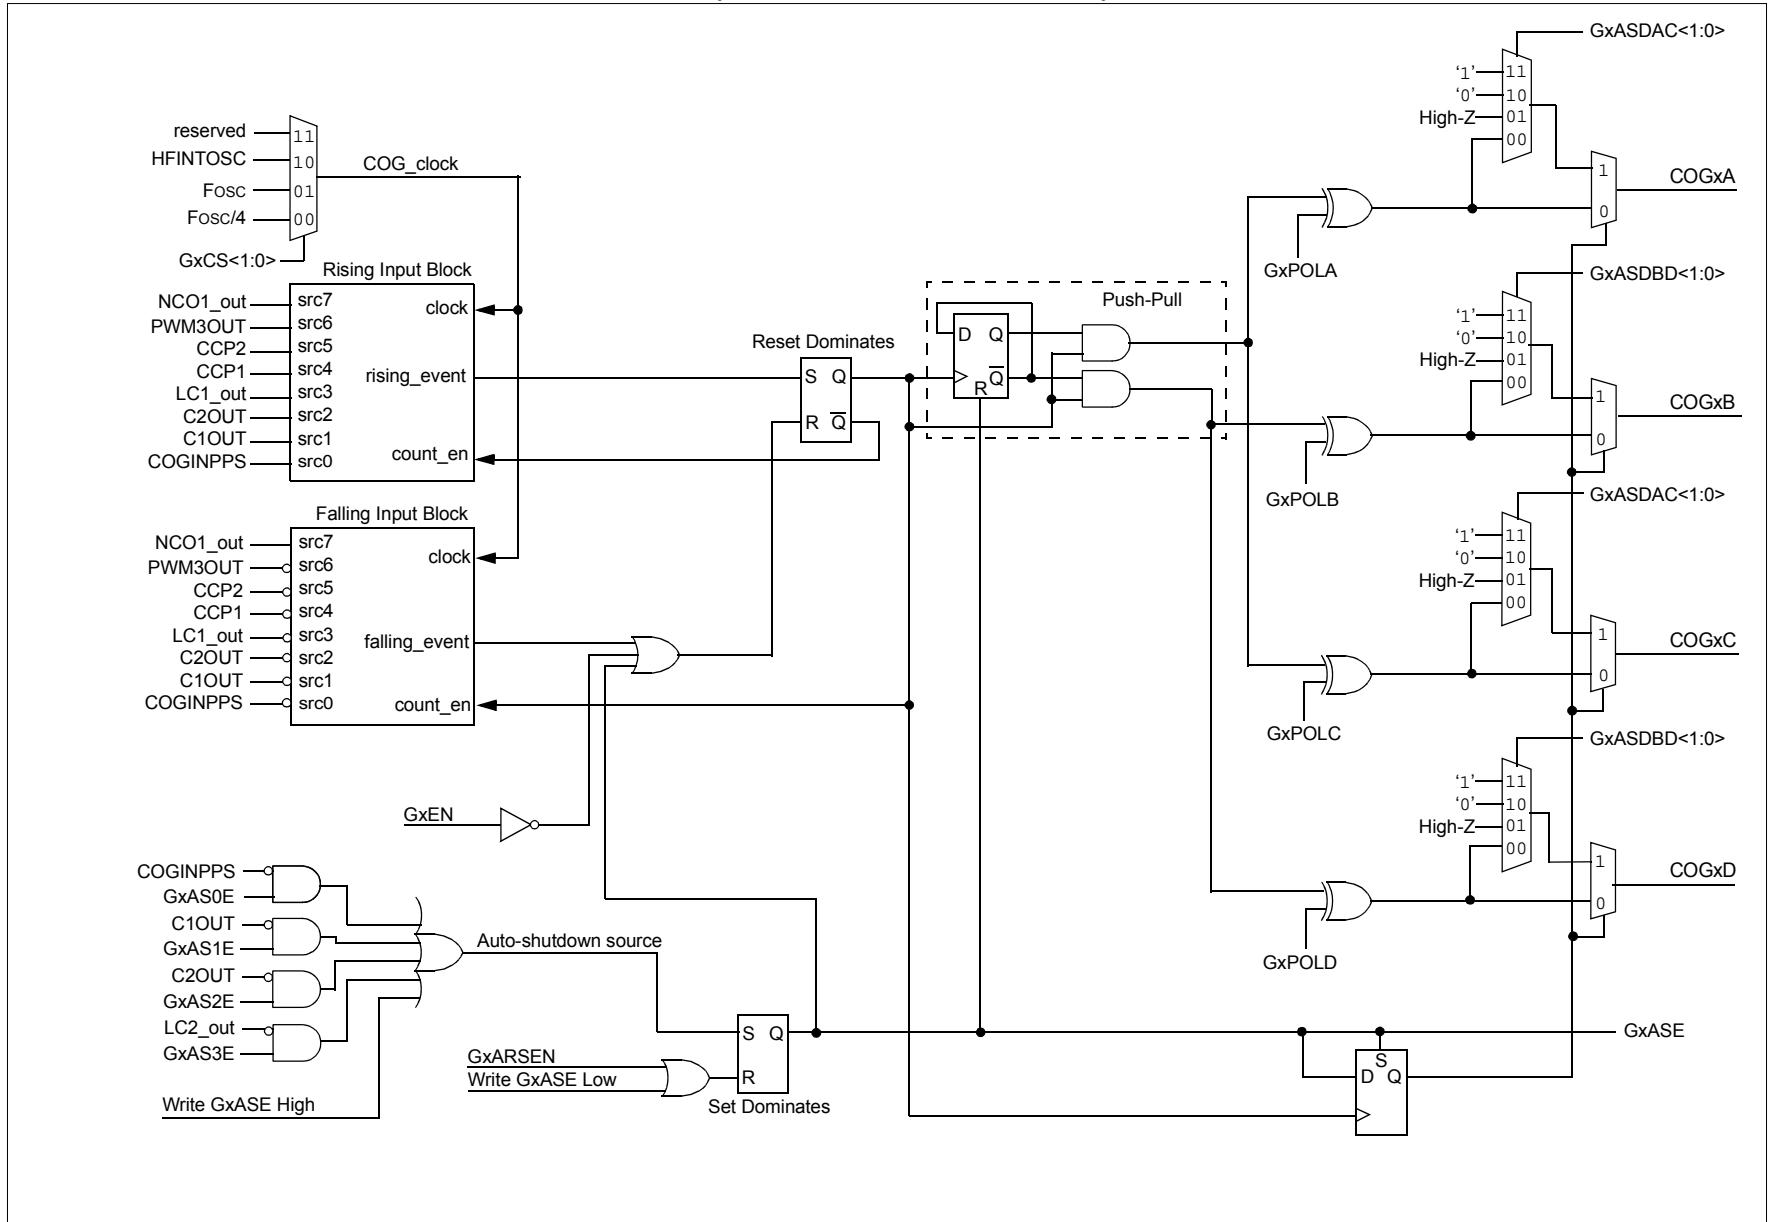 reserved
HFINTOSC
FOSC
FOSC/4
11
10
01
00
GxCS<1:0>
COG_clock
Rising Input Block
NCO1_out
PWM3OUT
CCP2
CCP1
LC1_out
C2OUT
C1OUT
COGINPPS
src7
src6
src5
src4
src3
src2
src1
src0
clock
rising_event
count_en
Falling Input Block
NCO1_out
PWM3OUT
CCP2
CCP1
LC1_out
C2OUT
C1OUT
COGINPPS
src7
src6
src5
src4
src3
src2
src1
src0
clock
falling_event
count_en
Reset Dominates
S Q
R Q
Push-Pull
D Q
Q
R
GxEN
COGINPPS
GxAS0E
C1OUT
GxAS1E
C2OUT
GxAS2E
LC2_out
GxAS3E
Write GxASE High
Auto-shutdown source
GxARSEN
Write GxASE Low
S Q
R
Set Dominates
GxPOLA
GxASDAC<1:0>
‘1’ 11
‘0’ 10
High-Z 01
00
1
0
COGxA
GxPOLB
GxASDBD<1:0>
‘1’ 11
‘0’ 10
High-Z 01
00
1
0
COGxB
GxPOLC
GxASDAC<1:0>
‘1’ 11
‘0’ 10
High-Z 01
00
1
0
COGxC
GxPOLD
GxASDBD<1:0>
‘1’ 11
‘0’ 10
High-Z 01
00
1
0
COGxD
GxASE
S
D Q